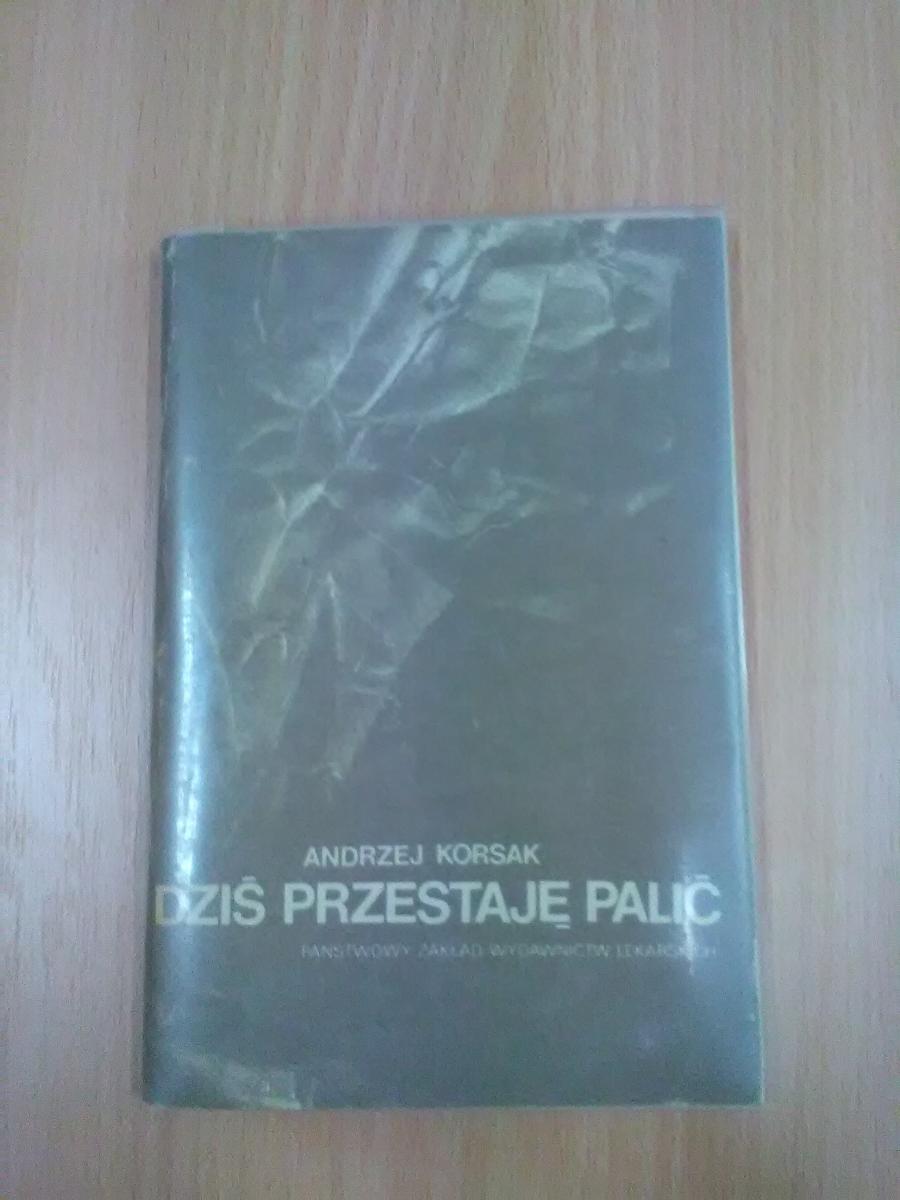 ANDRZEJ KORSAK
DZIŚ PRZESTAJĘ PALIĆ
PAŃSTWOWY ZAKŁAD WYDAWNICTW LEKARSKICH